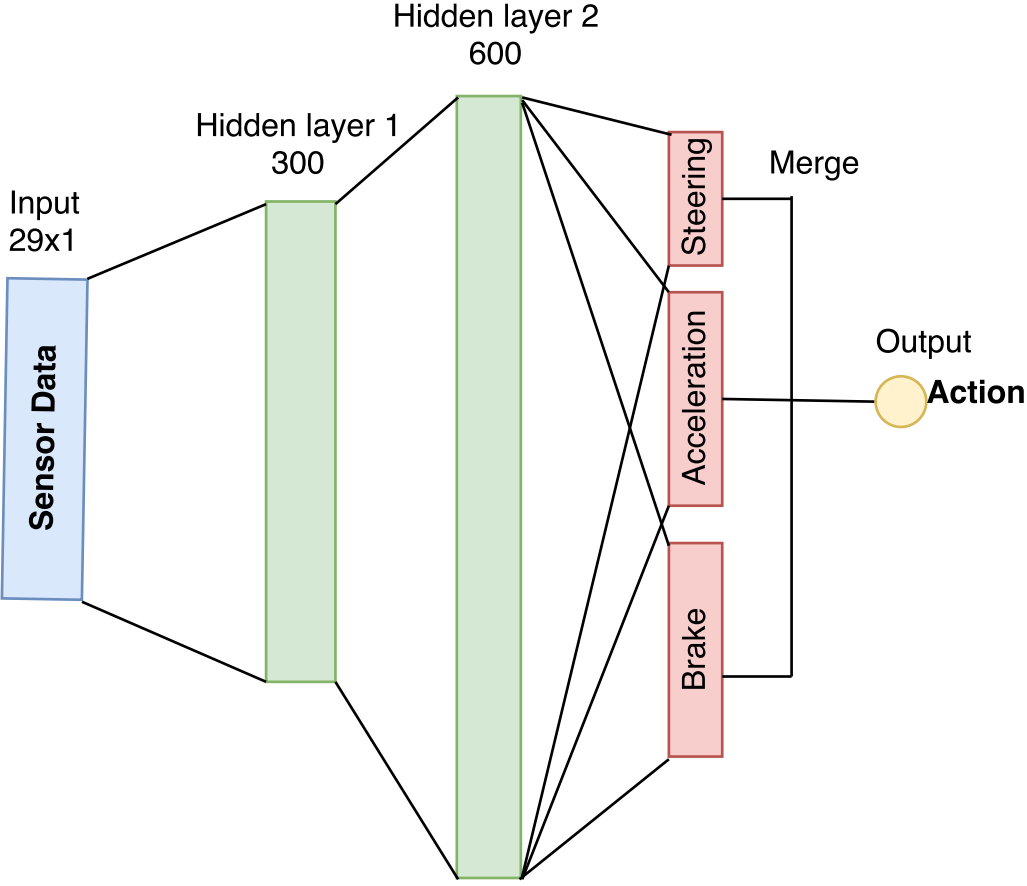 Input
29x1
Sensor Data
Hidden layer 1
300
Hidden layer 2
600
Steering
Acceleration
Brake
Merge
Output
Action